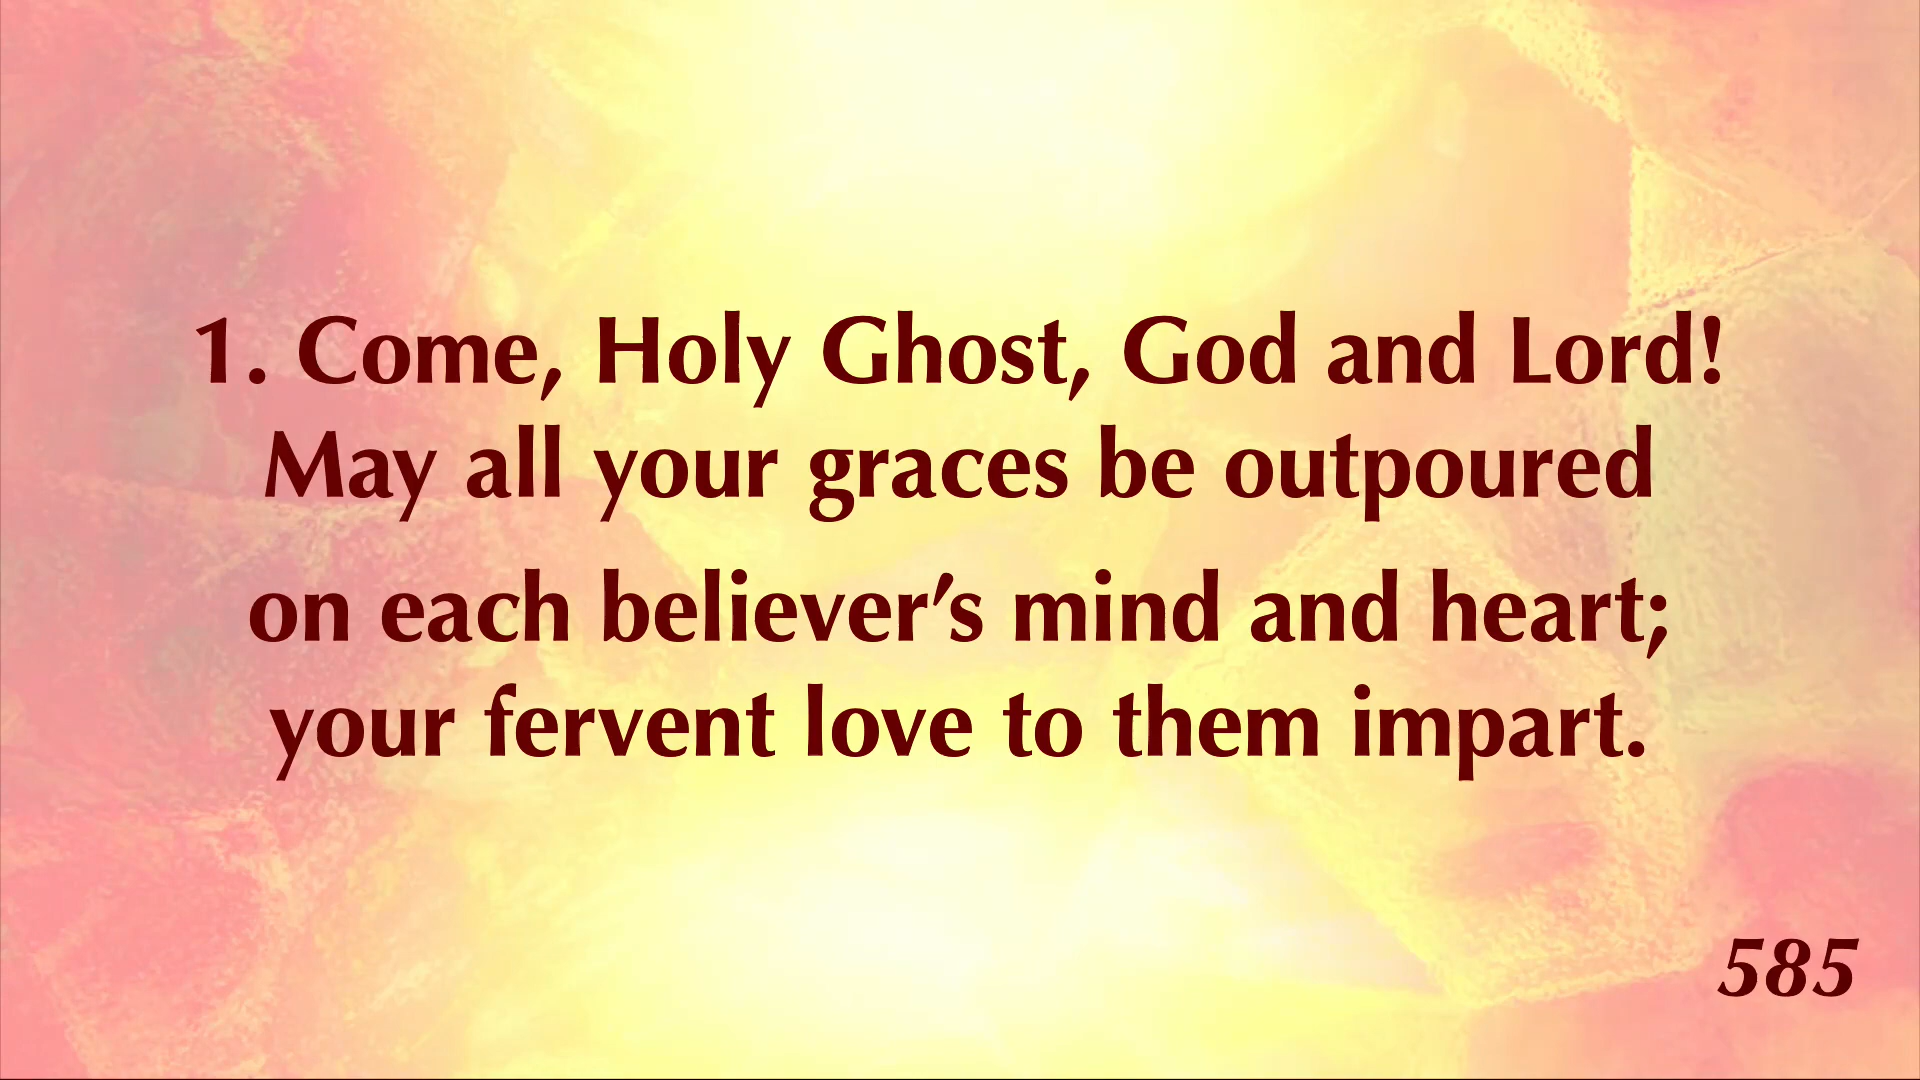 1. Come, Holy Ghost, God and Lord!
May all your graces be outpoured
on each believer’s mind and heart;
your fervent love to them impart.
585